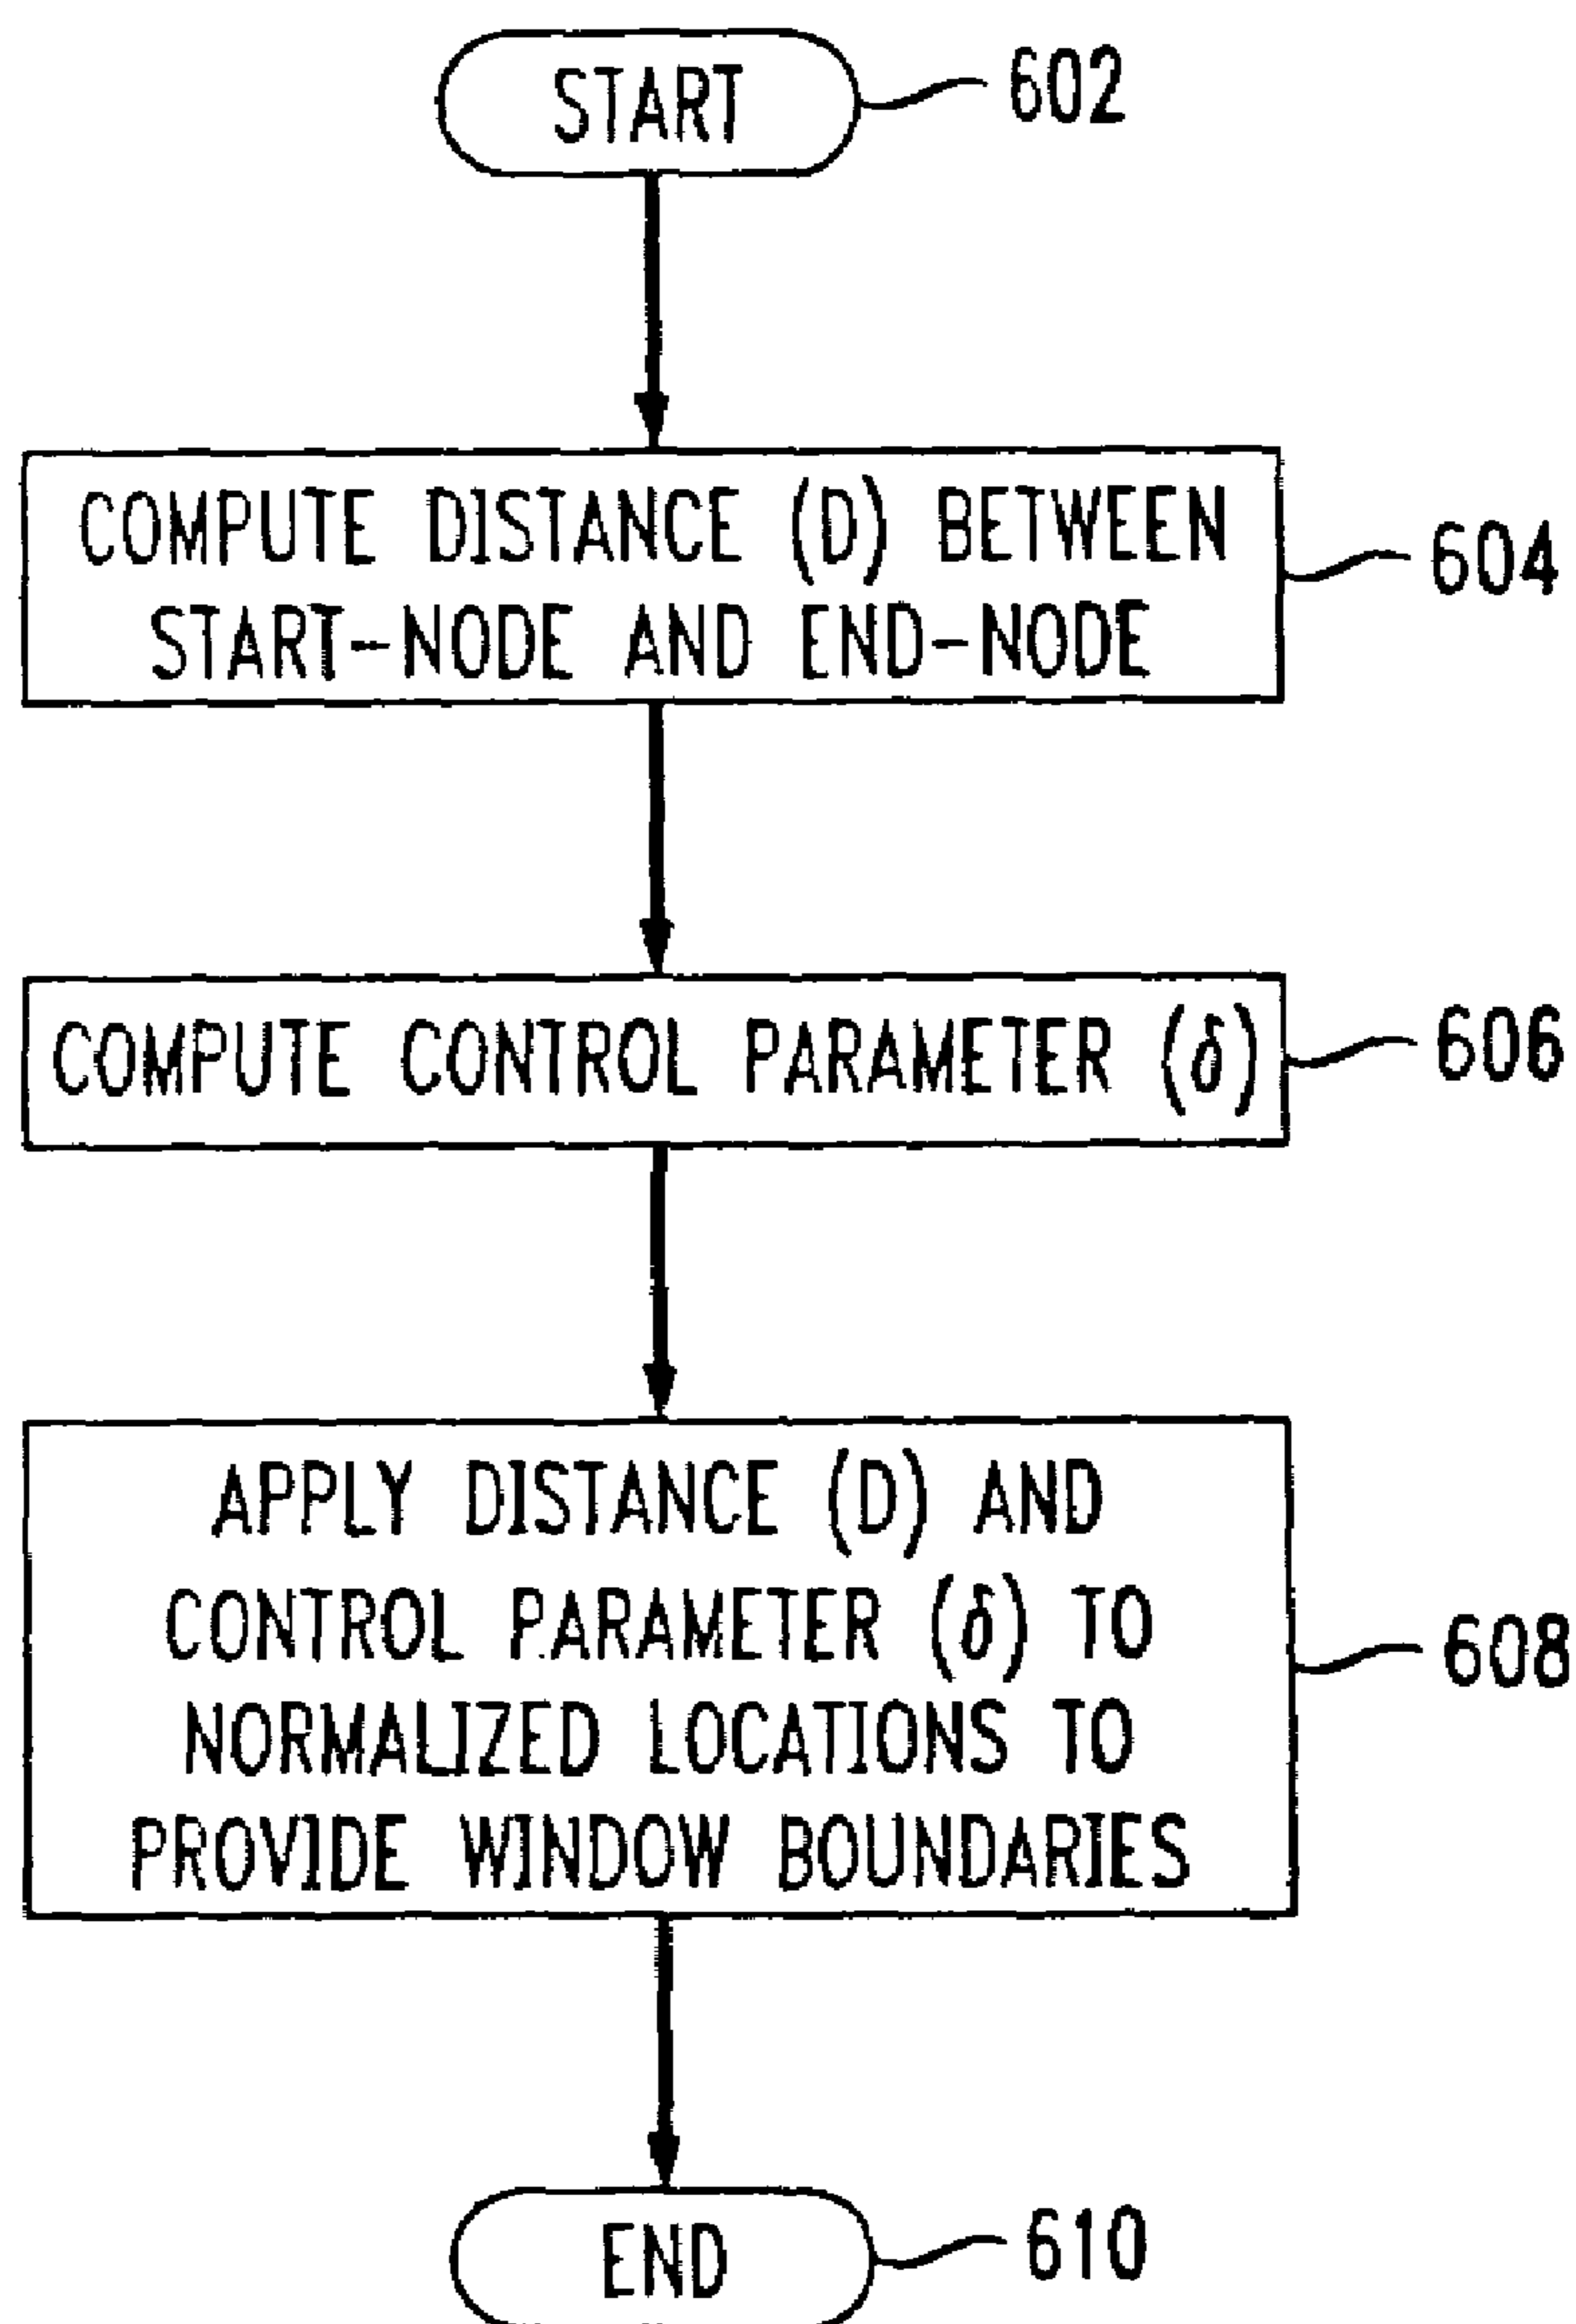 START
602
COMPUTE DISTANCE (D) BETWEEN
START-NODE AND END-NODE
604
COMPUTE CONTROL PARAMETER (δ)
606
APPLY DISTANCE (D) AND
CONTROL PARAMETER (δ) TO
NORMALIZED LOCATIONS TO
PROVIDE WINDOW BOUNDARIES
608
END
610